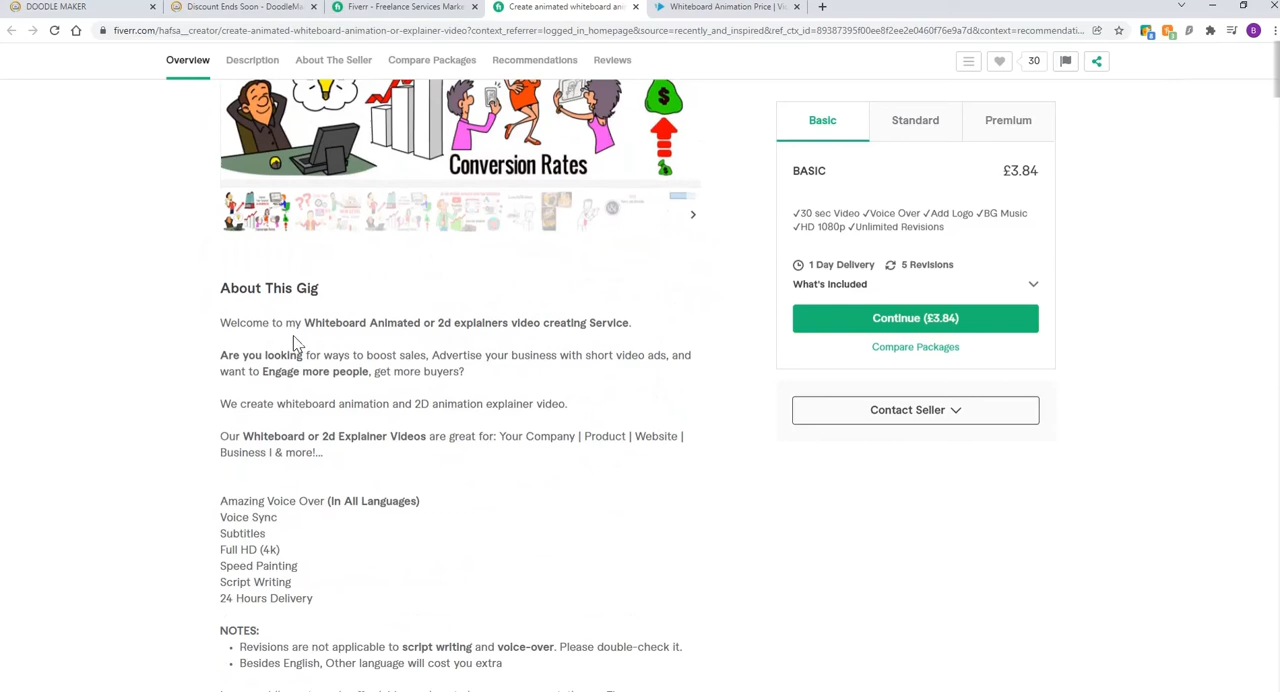 DOODLE MAKER
Discount Ends Soon - DoodleMa
Fiverr - Freelance Services Marke
Create animated whiteboard ani
Whiteboard Animation Price | Vi
fiverr.com/hafsa__creator/create-animated-whiteboard-animation-or-explainer-video?context_referrer=logged_in_homepage&source=recently_and_inspired&ref_ctx_id=89387395f00ee8f2ee2e0460f76e9a7d&context=recommendati...
Overview
Description
About The Seller
Compare Packages
Recommendations
Reviews
30
Conversion Rates
Basic
Standard
Premium
BASIC
£3.84
✓30 sec Video ✓Voice Over ✓Add Logo ✓BG Music
✓HD 1080p ✓Unlimited Revisions
1 Day Delivery
5 Revisions
What's Included
Continue (£3.84)
Compare Packages
Contact Seller
About This Gig
Welcome to my Whiteboard Animated or 2d explainers video creating Service.
Are you looking for ways to boost sales, Advertise your business with short video ads, and
want to Engage more people, get more buyers?
We create whiteboard animation and 2D animation explainer video.
Our Whiteboard or 2d Explainer Videos are great for: Your Company | Product | Website |
Business I & more!...
Amazing Voice Over (In All Languages)
Voice Sync
Subtitles
Full HD (4k)
Speed Painting
Script Writing
24 Hours Delivery
NOTES:
Revisions are not applicable to script writing and voice-over. Please double-check it.
Besides English, Other language will cost you extra